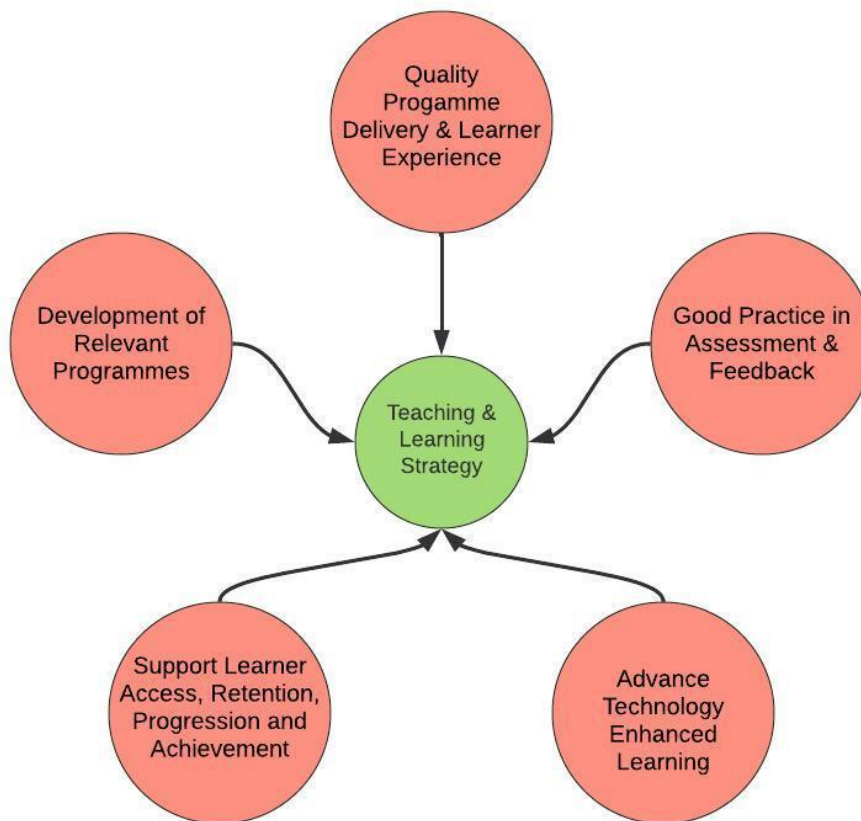 Quality
Progamme
Delivery & Learner
Experience
Development of
Relevant
Programmes
Good Practice in
Assessment &
Feedback
Teaching &
Learning
Strategy
Support Learner
Access, Retention,
Progression and
Achievement
Advance
Technology
Enhanced
Learning